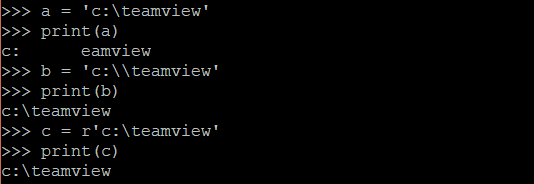 >>> a = 'c:\teamview'
>>> print(a)
c:      eamview
>>> b = 'c:\\teamview'
>>> print(b)
c:\teamview
>>> c = r'c:\teamview'
>>> print(c)
c:\teamview